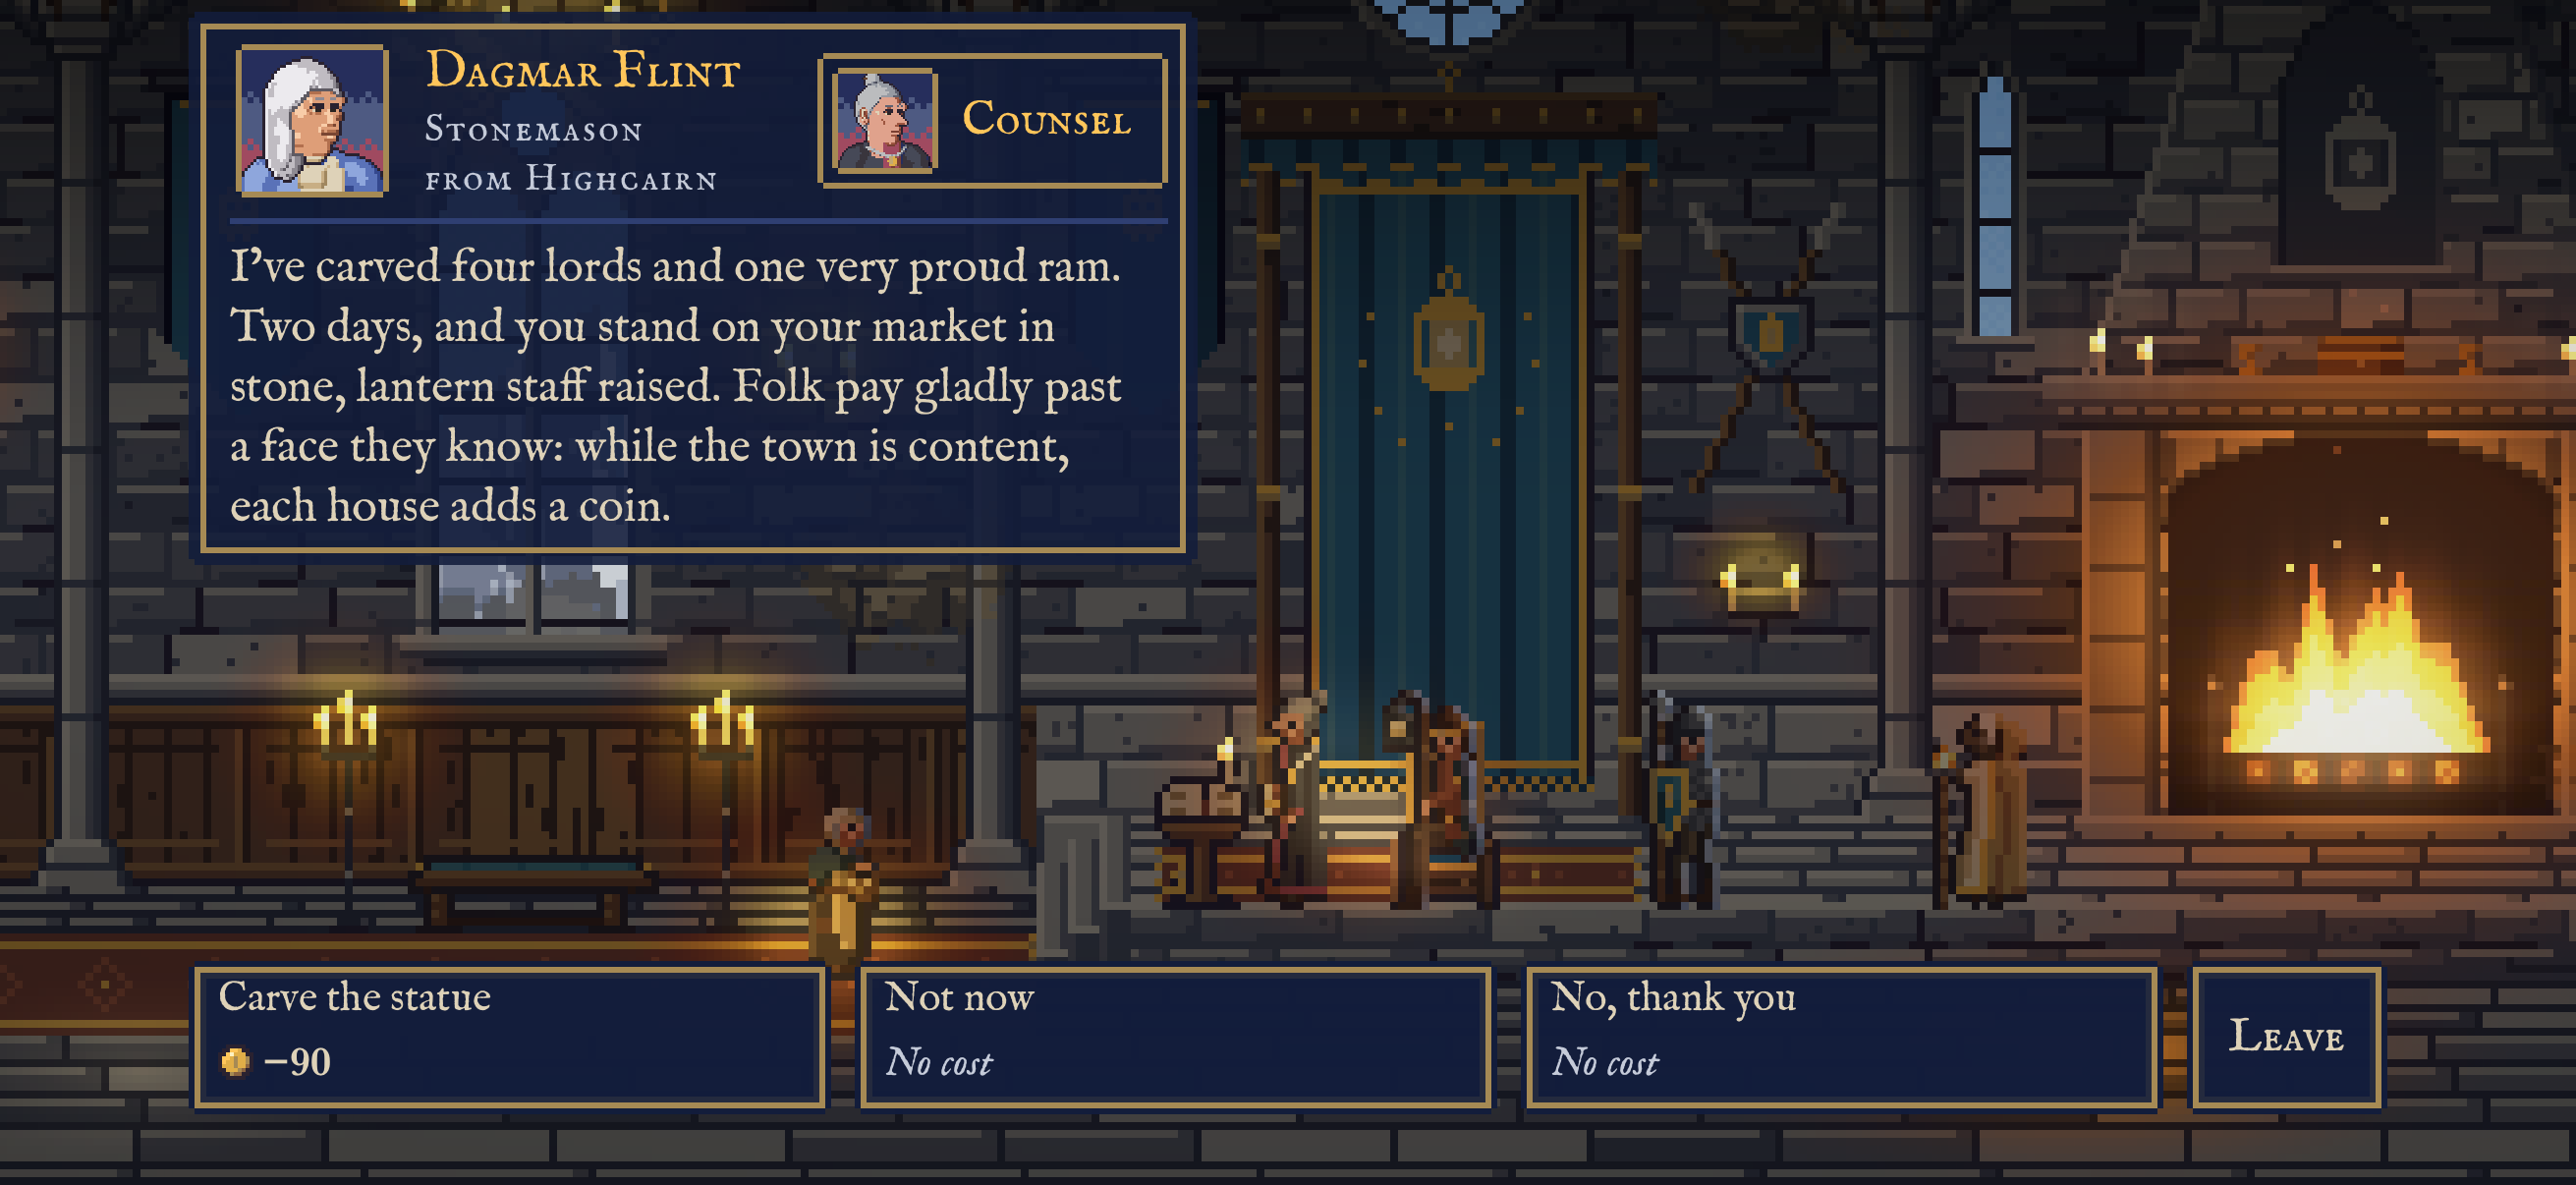 Dagmar Flint
Stonemason
from Highcairn
Counsel
I've carved four lords and one very proud ram.
Two days, and you stand on your market in
stone, lantern staff raised. Folk pay gladly past
a face they know: while the town is content,
each house adds a coin.
Carve the statue
−90
Not now
No cost
No, thank you
No cost
Leave